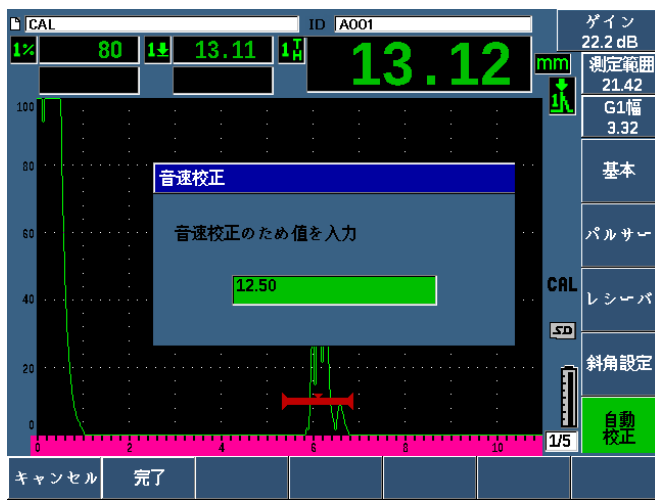 CAL ID A001
ゲイン
22.2 dB
1% 80 1 13.11 1 T H 13.12 mm
測定範囲
21.42
G1幅
3.32
基本
パルサー
レシーバ
斜角設定
自動
校正
100
80
60
40
20
0
音速校正
音速校正のため値を入力
12.50
CAL
SD
1/5
0 2 4 6 8 10
キャンセル 完了